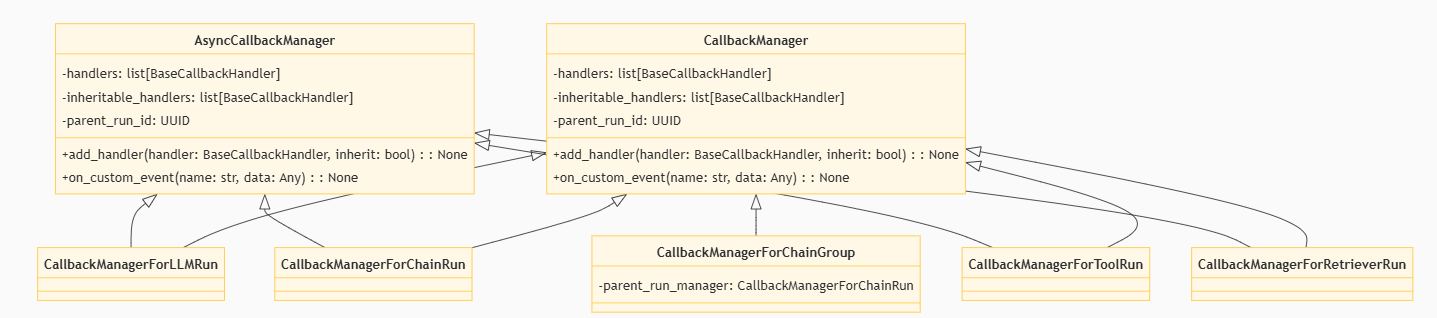 AsyncCallbackManager
-handlers: list[BaseCallbackHandler]
-inheritable_handlers: list[BaseCallbackHandler]
-parent_run_id: UUID
+add_handler(handler: BaseCallbackHandler, inherit: bool) : : None
+on_custom_event(name: str, data: Any) : : None
CallbackManager
-handlers: list[BaseCallbackHandler]
-inheritable_handlers: list[BaseCallbackHandler]
-parent_run_id: UUID
+add_handler(handler: BaseCallbackHandler, inherit: bool) : : None
+on_custom_event(name: str, data: Any) : : None
CallbackManagerForLLMRun
CallbackManagerForChainRun
CallbackManagerForChainGroup
-parent_run_manager: CallbackManagerForChainRun
CallbackManagerForToolRun
CallbackManagerForRetrieverRun